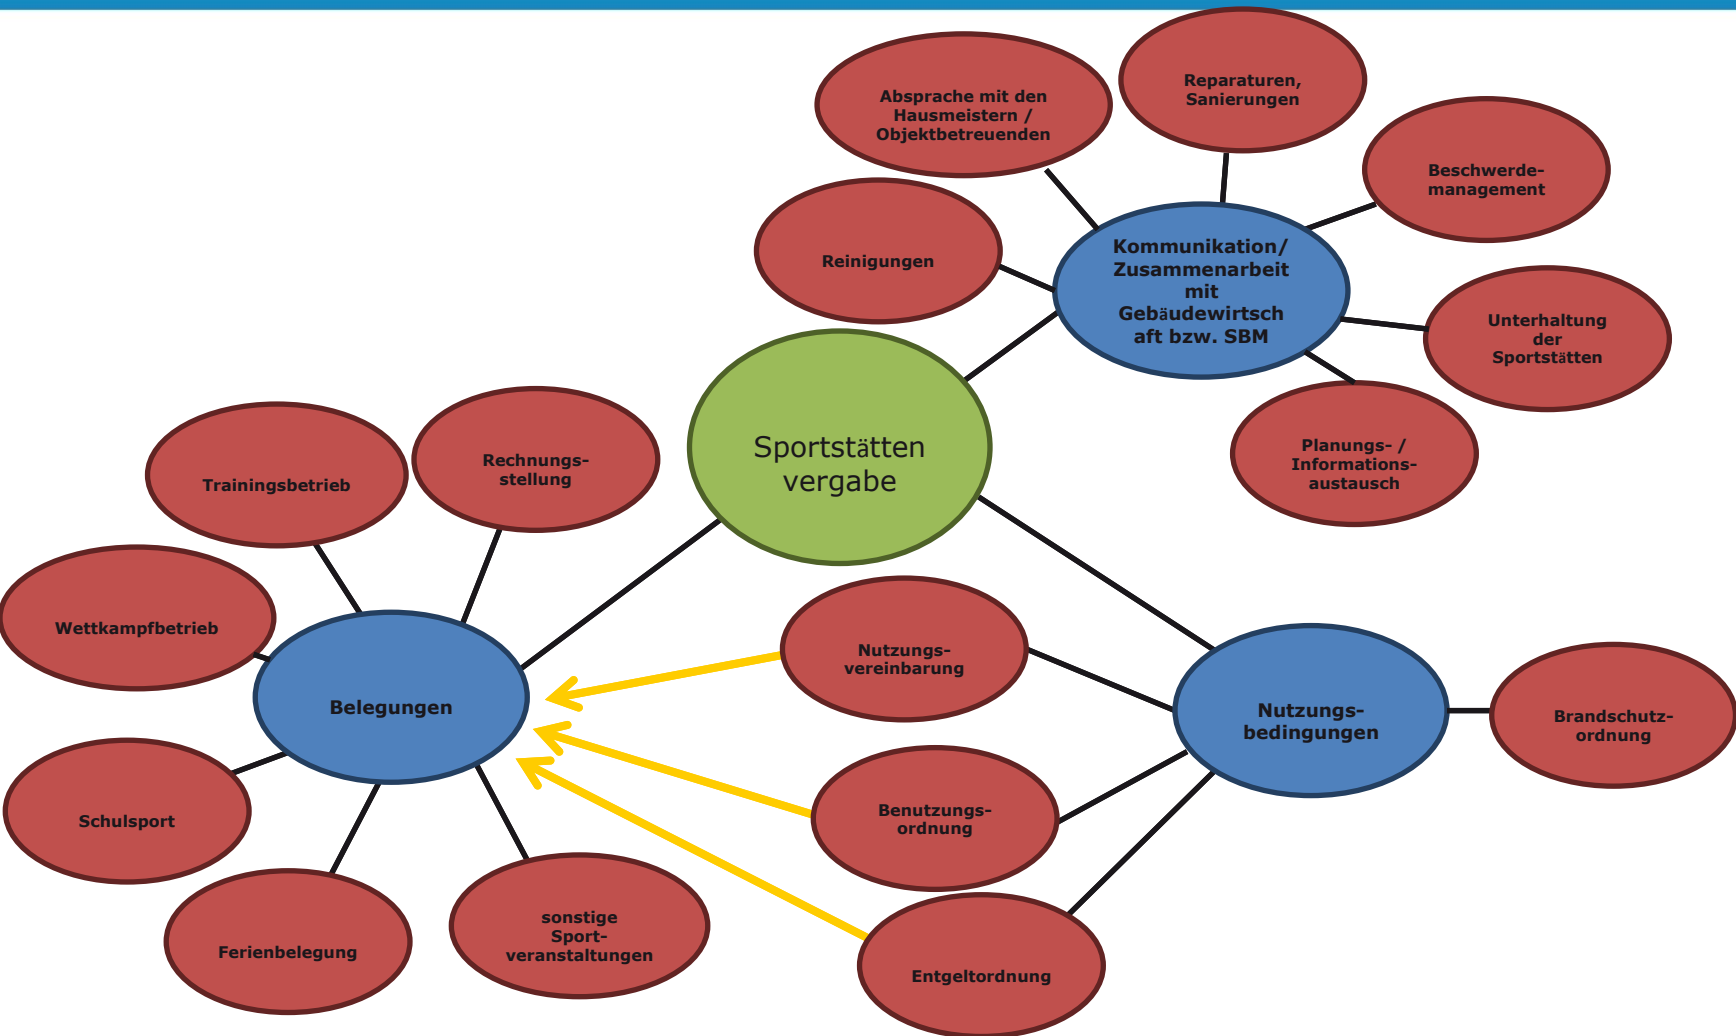 Reparaturen,
Sanierungen
Absprache mit den
Hausmeistern /
Objektbetreuenden
Beschwerde-
management
Reinigungen
Kommunikation/
Zusammenarbeit
mit
Gebäudewirtsch
aft bzw. SBM
Unterhaltung
der
Sportstätten
Planungs- /
Informations-
austausch
Sportstätten
vergabe
Rechnungs-
stellung
Trainingsbetrieb
Wettkampfbetrieb
Belegungen
Schulsport
Ferienbelegung
sonstige
Sport-
veranstaltungen
Nutzungs-
vereinbarung
Benutzungs-
ordnung
Entgeltordnung
Nutzungs-
bedingungen
Brandschutz-
ordnung